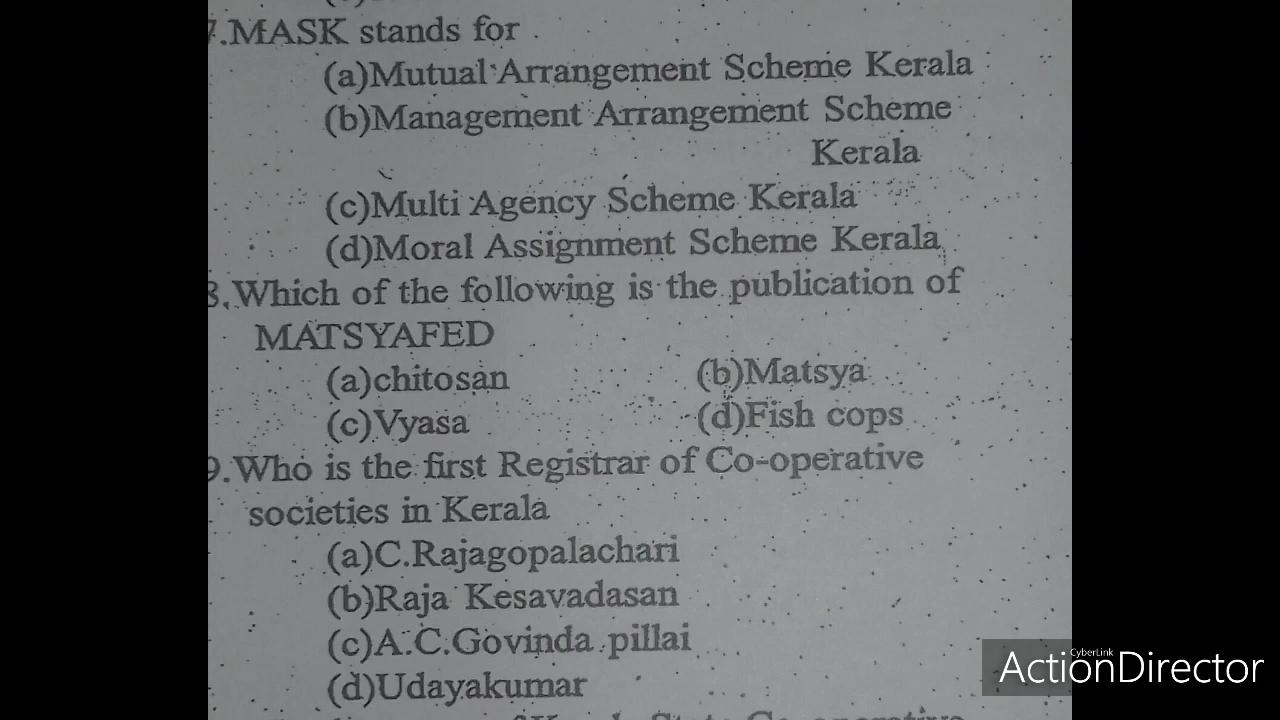 7.MASK stands for
(a)Mutual Arrangement Scheme Kerala
(b)Management Arrangement Scheme
Kerala
(c)Multi Agency Scheme Kerala
(d)Moral Assignment Scheme Kerala
8.Which of the following is the publication of
MATSYAFED
(a)chitosan (b)Matsya
(c)Vyasa (d)Fish cops
9.Who is the first Registrar of Co-operative
societies in Kerala
(a)C.Rajagopalachari
(b)Raja Kesavadasan
(c)A.C.Govinda pillai
(d)Udayakumar
CyberLink
ActionDirector